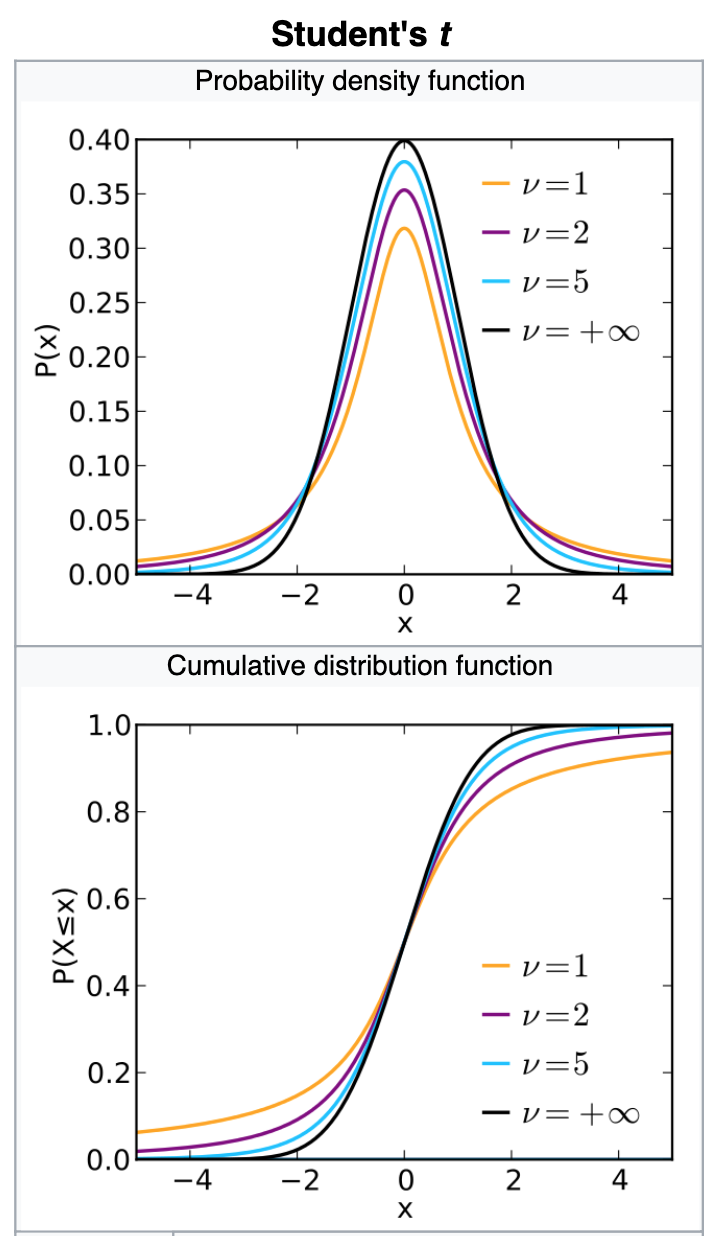 Student's t
Probability density function
0.40
0.35
0.30
0.25
0.20
0.15
0.10
0.05
0.00
P(x)
ν=1
ν=2
ν=5
ν=+∞
−4 −2 0 2 4
x
Cumulative distribution function
1.0
0.8
0.6
0.4
0.2
0.0
P(X≤x)
ν=1
ν=2
ν=5
ν=+∞
−4 −2 0 2 4
x